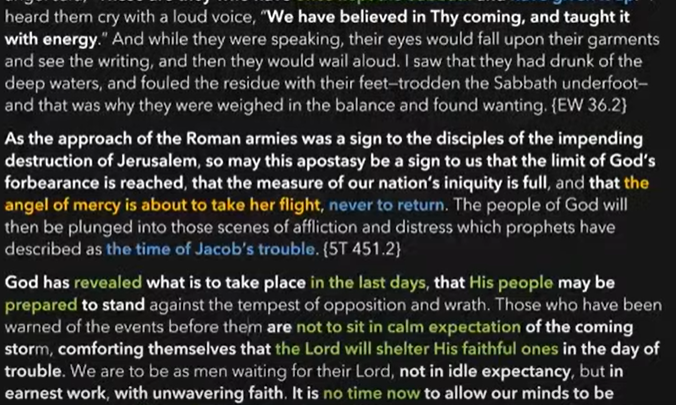 heard them cry with a loud voice, "We have believed in Thy coming, and taught it
with energy." And while they were speaking, their eyes would fall upon their garments
and see the writing, and then they would wail aloud. I saw that they had drunk of the
deep waters, and fouled the residue with their feet—trodden the Sabbath underfoot—
and that was why they were weighed in the balance and found wanting. {EW 36.2}
As the approach of the Roman armies was a sign to the disciples of the impending
destruction of Jerusalem, so may this apostasy be a sign to us that the limit of God's
forbearance is reached, that the measure of our nation's iniquity is full, and that the
angel of mercy is about to take her flight, never to return. The people of God will
then be plunged into those scenes of affliction and distress which prophets have
described as the time of Jacob's trouble. {5T 451.2}
God has revealed what is to take place in the last days, that His people may be
prepared to stand against the tempest of opposition and wrath. Those who have been
warned of the events before them are not to sit in calm expectation of the coming
storm, comforting themselves that the Lord will shelter His faithful ones in the day of
trouble. We are to be as men waiting for their Lord, not in idle expectancy, but in
earnest work, with unwavering faith. It is no time now to allow our minds to be